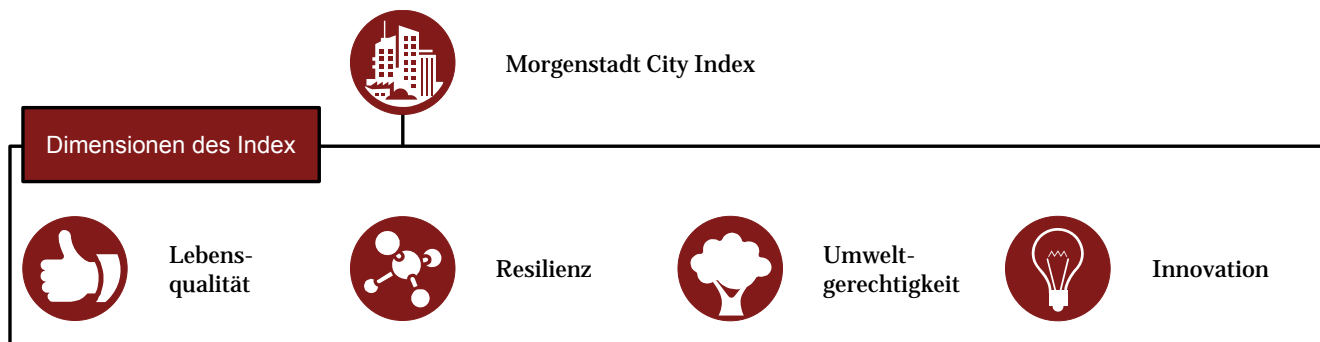 Morgenstadt City Index
Dimensionen des Index
Lebens-
qualität
Resilienz
Umwelt-
gerechtigkeit
Innovation